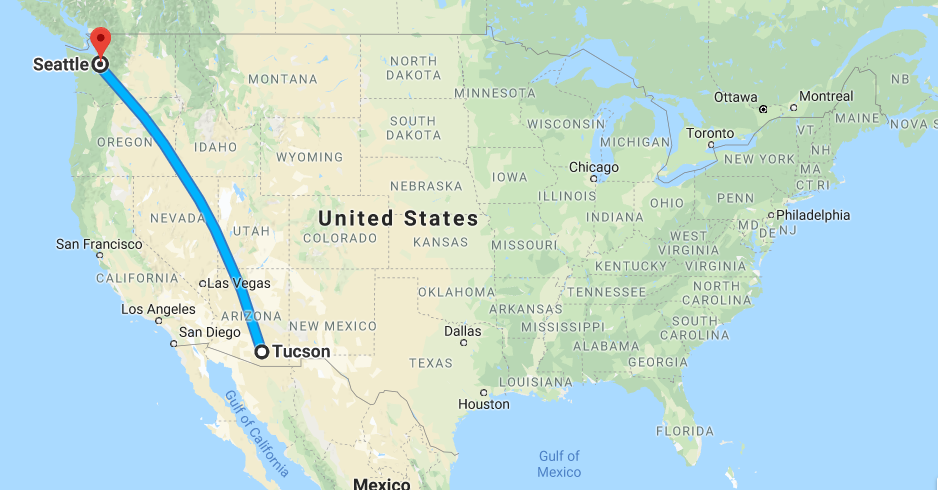 Seattle
MONTANA
NORTH
DAKOTA
MINNESOTA
Ottawa
Montreal
NB
MAINE
NOVA S
OREGON
IDAHO
SOUTH
DAKOTA
WISCONSIN
MICHIGAN
Toronto
VT
NH
WYOMING
Chicago
NEW YORK
MA
CT RI
IOWA
NEBRASKA
ILLINOIS
OHIO
PENN
NEVADA
United States
INDIANA
Philadelphia
MD
DE
NJ
UTAH
COLORADO
KANSAS
MISSOURI
WEST
VIRGINIA
San Francisco
KENTUCKY
VIRGINIA
CALIFORNIA
Las Vegas
OKLAHOMA
TENNESSEE
NORTH
CAROLINA
Los Angeles
ARIZONA
NEW MEXICO
ARKANSAS
San Diego
Dallas
MISSISSIPPI
SOUTH
CAROLINA
Tucson
TEXAS
ALABAMA
GEORGIA
LOUISIANA
Houston
Gulf of California
FLORIDA
Gulf of
Mexico
Mexico